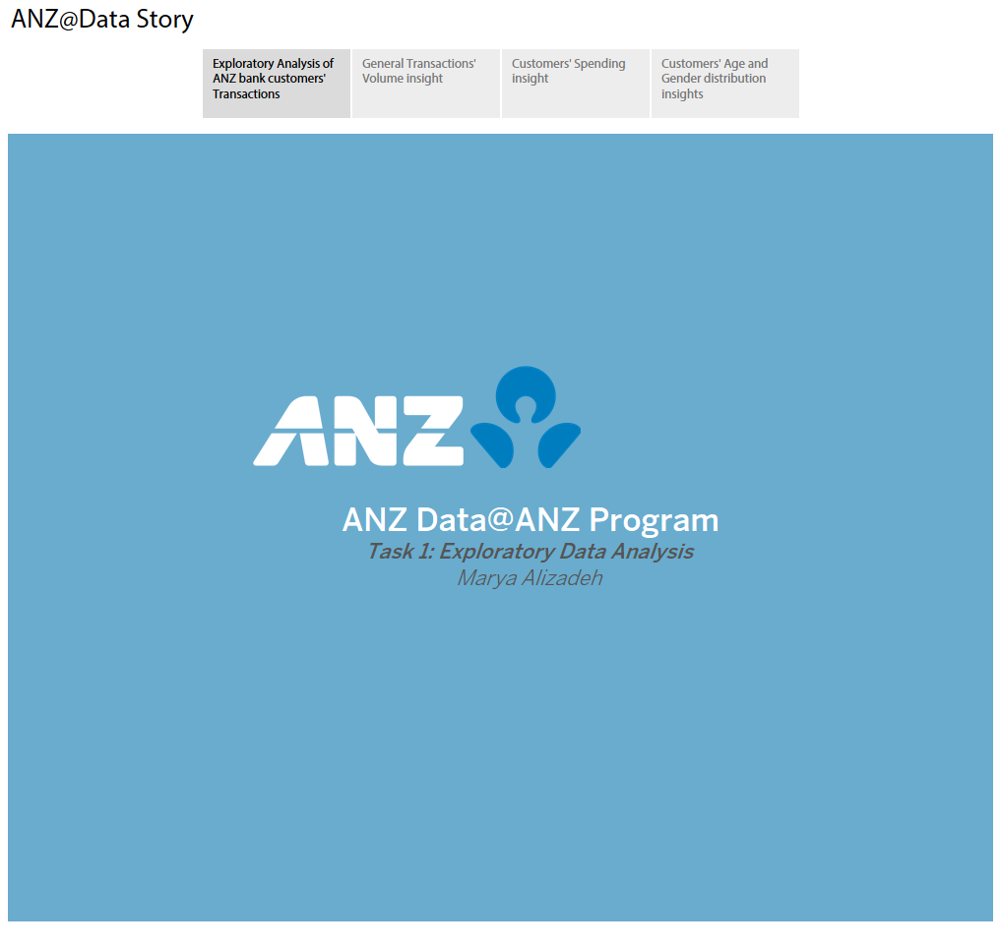 ANZ@Data Story
Exploratory Analysis of
ANZ bank customers'
Transactions
General Transactions'
Volume insight
Customers' Spending
insight
Customers' Age and
Gender distribution
insights
ANZ
ANZ Data@ANZ Program
Task 1: Exploratory Data Analysis
Marya Alizadeh